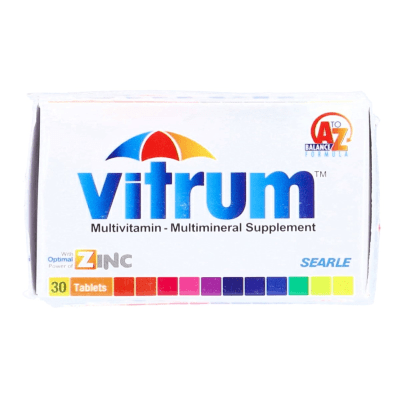 A TO Z
BALANCE
FORMULA
vitrum™
Multivitamin - Multimineral Supplement
With
Optimal
Power of
ZINC
SEARLE
30 Tablets